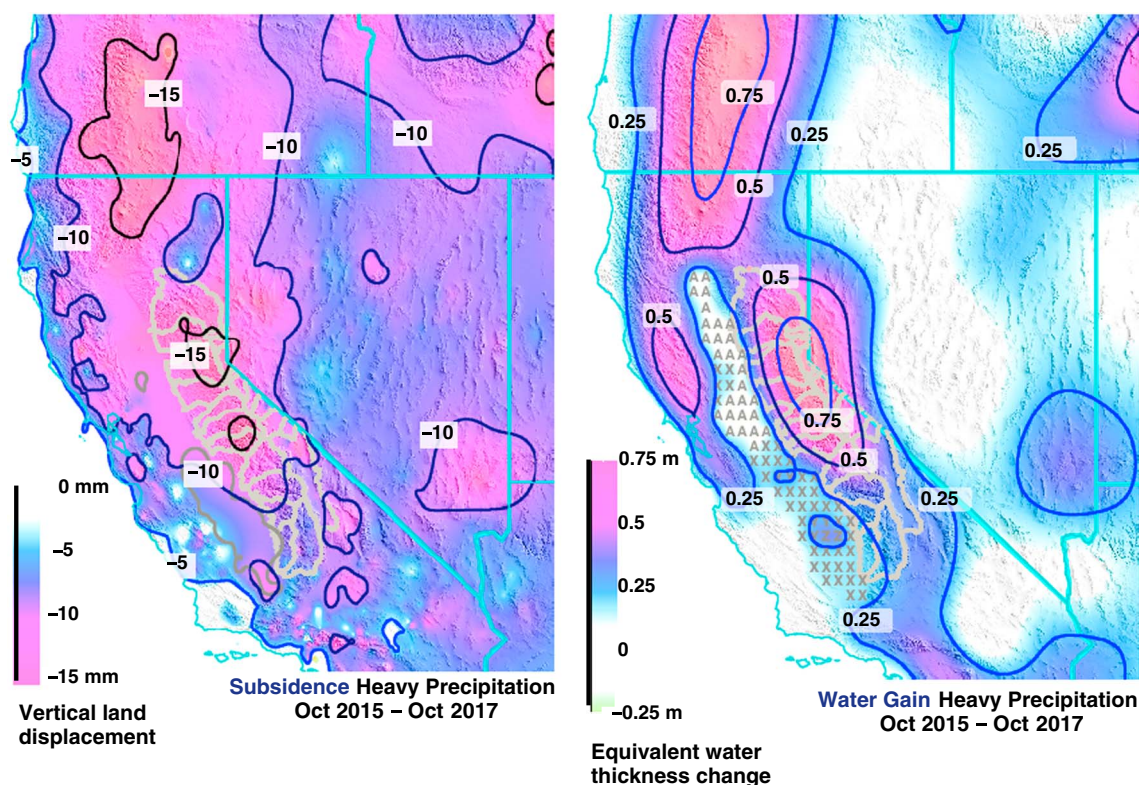 −15
−10
−10
−5
−10
−15
−10
−10
−5
0 mm
−5
−10
−15 mm
Vertical land
displacement
Subsidence Heavy Precipitation
Oct 2015 – Oct 2017
0.75
0.25
0.25
0.25
0.5
0.5
0.5
0.75
0.5
0.25
0.25
0.25
0.75 m
0.5
0.25
0
−0.25 m
Equivalent water
thickness change
Water Gain Heavy Precipitation
Oct 2015 – Oct 2017